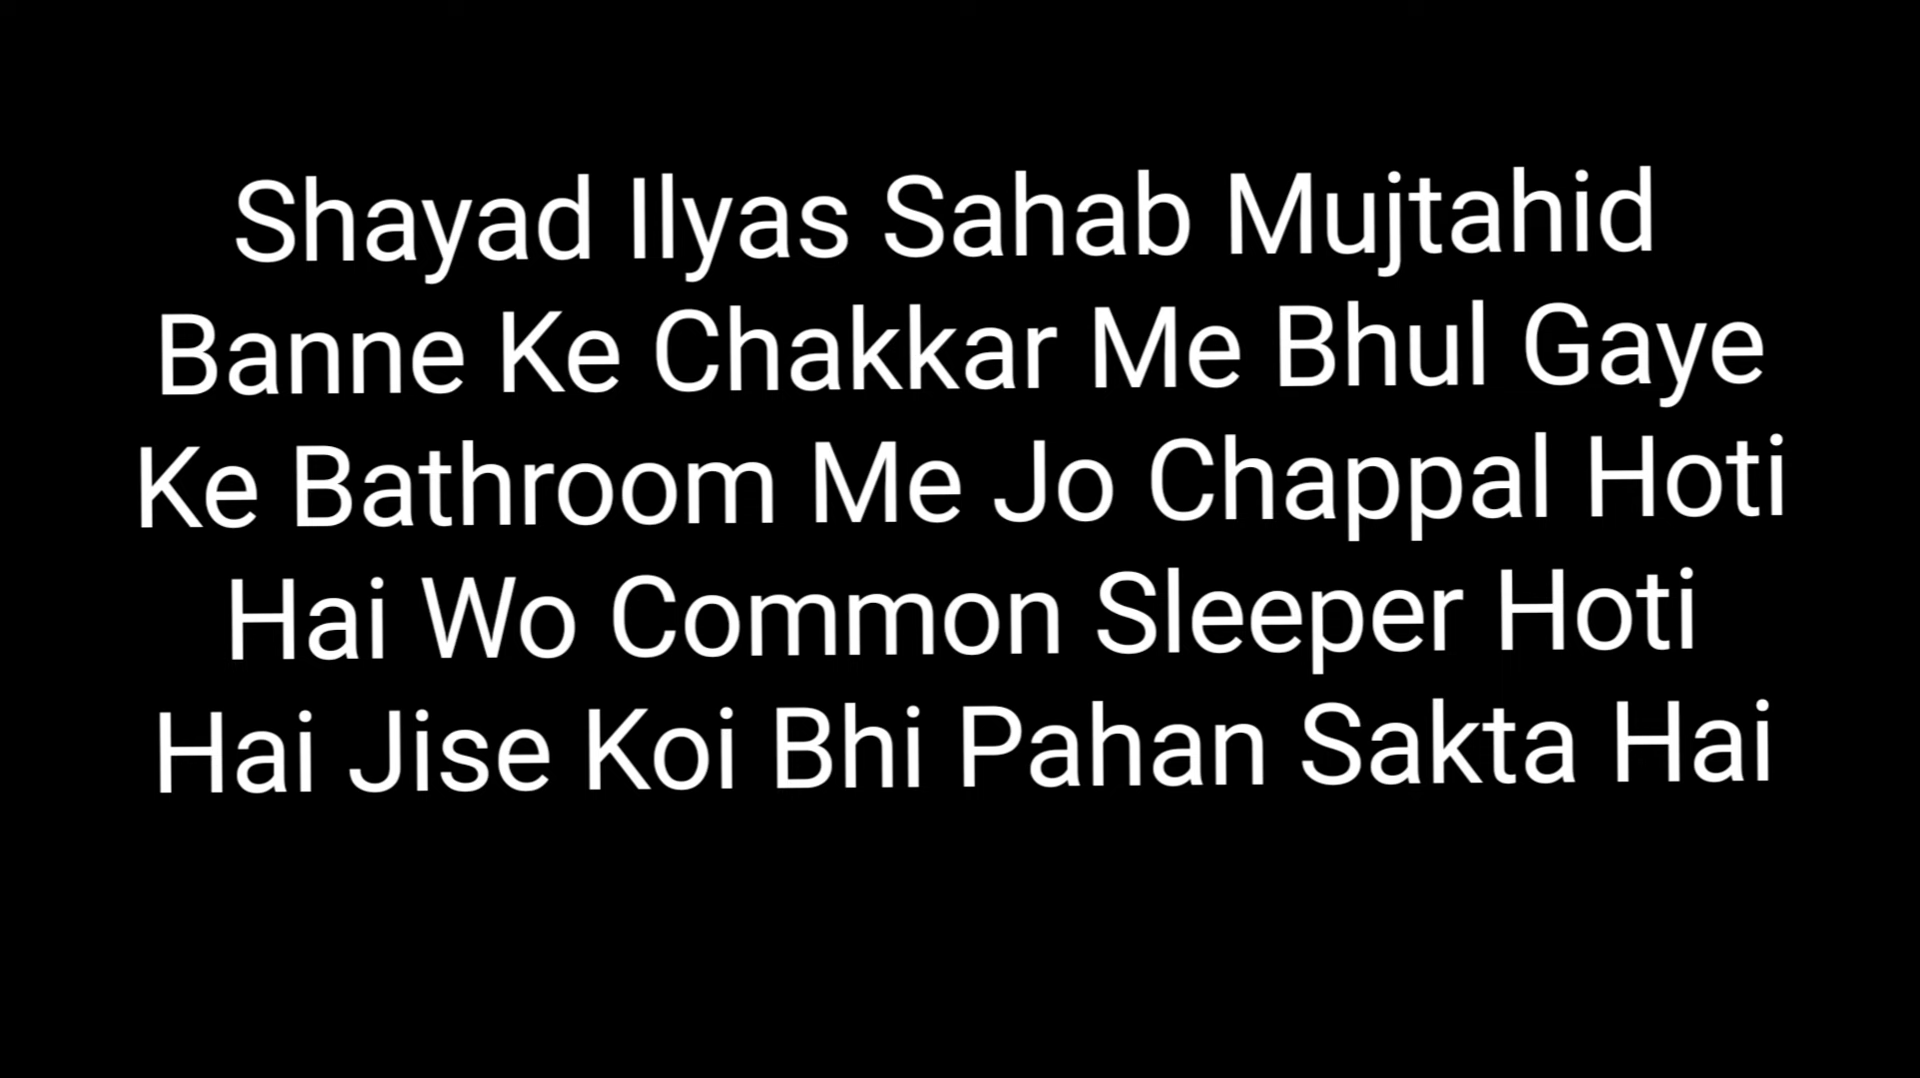 Shayad Ilyas Sahab Mujtahid
Banne Ke Chakkar Me Bhul Gaye
Ke Bathroom Me Jo Chappal Hoti
Hai Wo Common Sleeper Hoti
Hai Jise Koi Bhi Pahan Sakta Hai